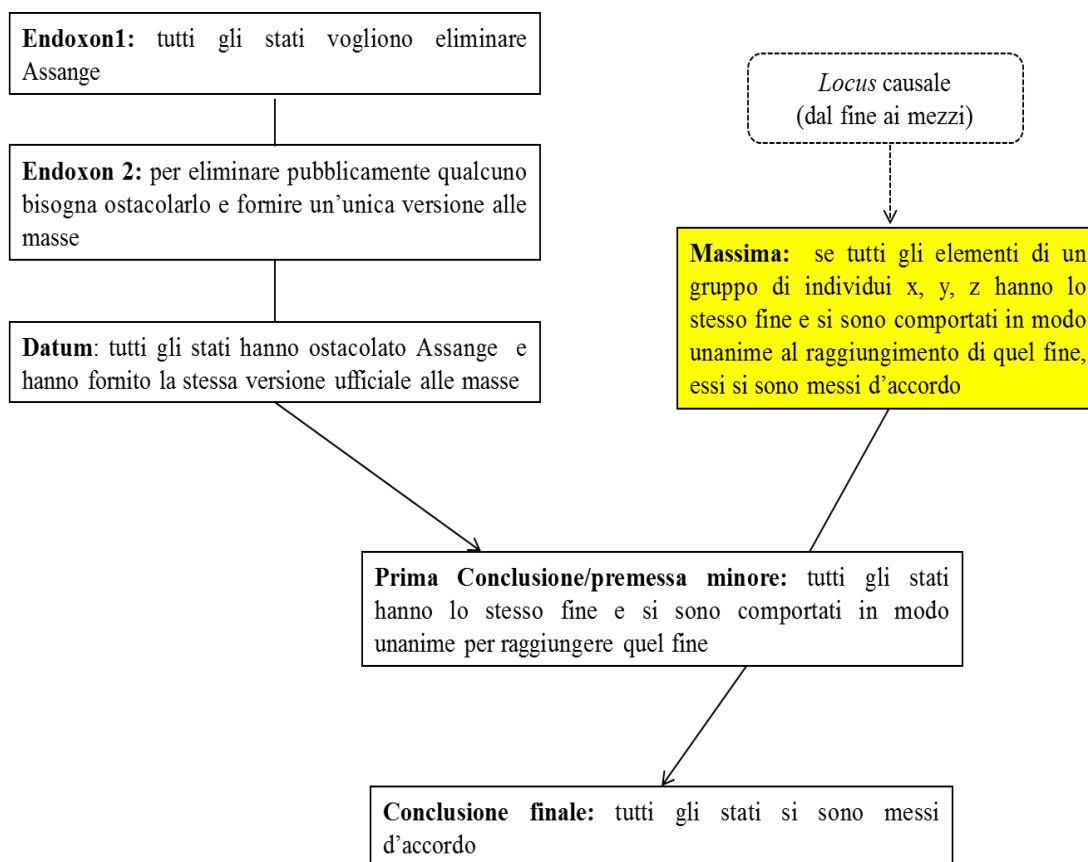 Endoxon1: tutti gli stati vogliono eliminare
Assange
Locus causale
(dal fine ai mezzi)
Endoxon 2: per eliminare pubblicamente qualcuno
bisogna ostacolarlo e fornire un'unica versione alle
masse
Massima: se tutti gli elementi di un
gruppo di individui x, y, z hanno lo
stesso fine e si sono comportati in modo
unanime al raggiungimento di quel fine,
essi si sono messi d'accordo
Datum: tutti gli stati hanno ostacolato Assange e
hanno fornito la stessa versione ufficiale alle masse
Prima Conclusione/premessa minore: tutti gli stati
hanno lo stesso fine e si sono comportati in modo
unanime per raggiungere quel fine
Conclusione finale: tutti gli stati si sono messi
d'accordo